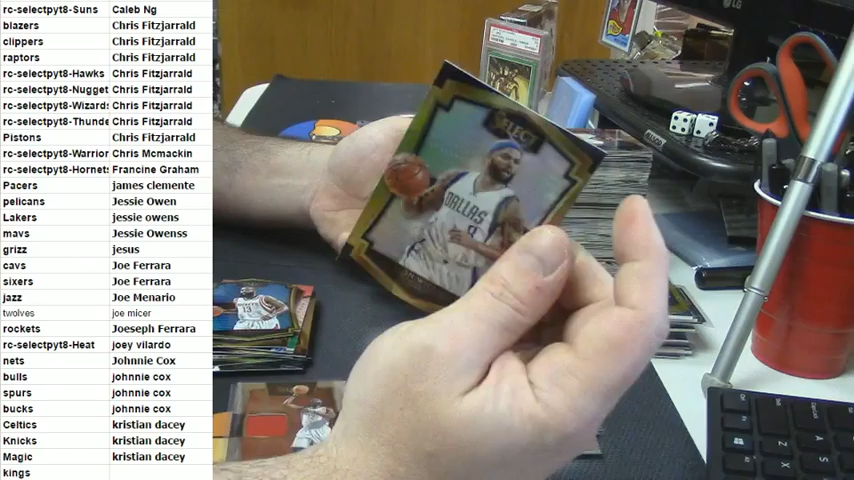 rc-selectpyt8-Suns Caleb Ng
blazers Chris Fitzjarrald
clippers Chris Fitzjarrald
raptors Chris Fitzjarrald
rc-selectpyt8-Hawks Chris Fitzjarrald
rc-selectpyt8-Nugget Chris Fitzjarrald
rc-selectpyt8-Wizard Chris Fitzjarrald
rc-selectpyt8-Thunde Chris Fitzjarrald
Pistons Chris Fitzjarrald
rc-selectpyt8-Warrior Chris Mcmackin
rc-selectpyt8-Hornet Francine Graham
Pacers james clemente
pelicans Jessie Owen
Lakers jessie owens
mavs Jessie Owenss
grizz jesus
cavs Joe Ferrara
sixers Joe Ferrara
jazz Joe Menario
twolves joe micer
rockets Joeseph Ferrara
rc-selectpyt8-Heat joey vilardo
nets Johnnie Cox
bulls johnnie cox
spurs johnnie cox
bucks johnnie cox
Celtics kristian dacey
Knicks kristian dacey
Magic kristian dacey
kings
LG
SELECT
DALLAS
13